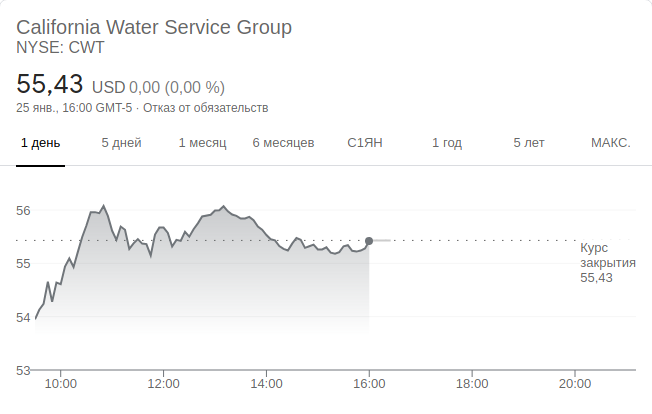 California Water Service Group
NYSE: CWT
55,43 USD 0,00 (0,00 %)
25 янв., 16:00 GMT-5 · Отказ от обязательств
1 день 5 дней 1 месяц 6 месяцев С1ЯН 1 год 5 лет МАКС.
56
55
54
53
Курс
закрытия
55,43
10:00 12:00 14:00 16:00 18:00 20:00